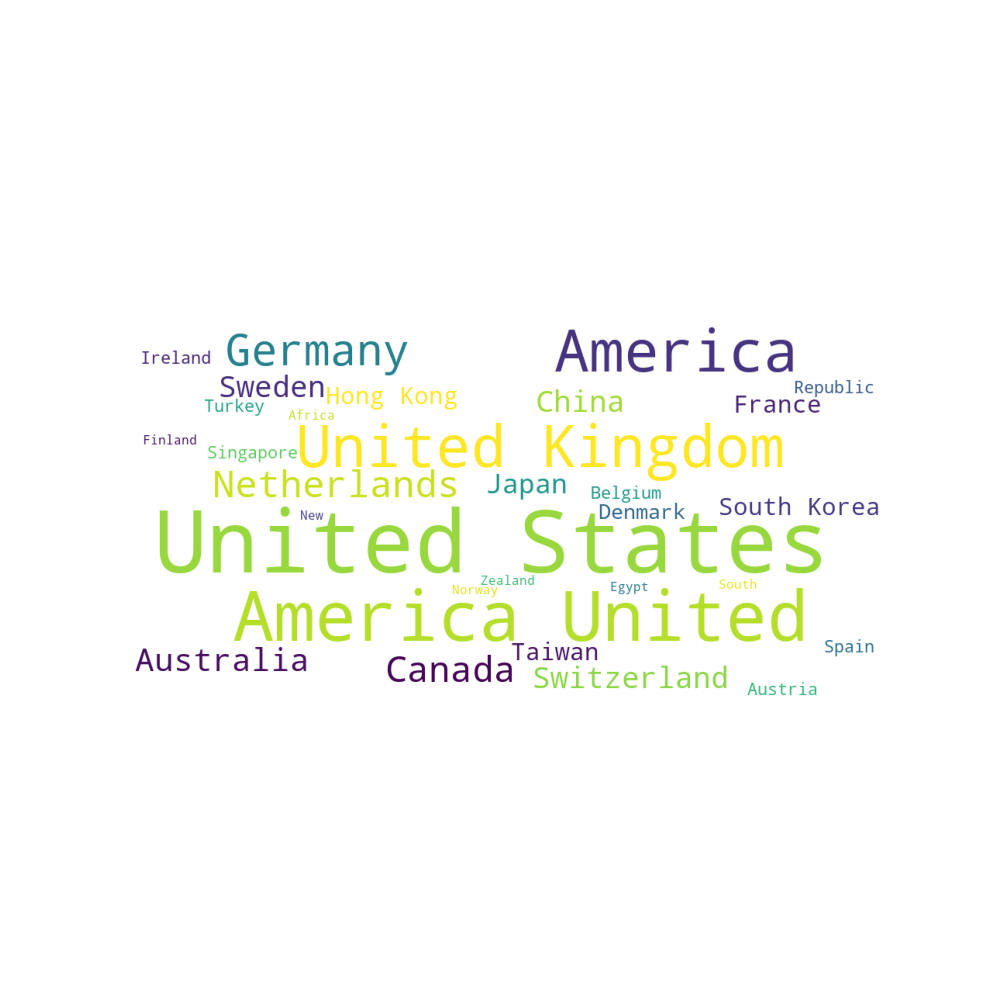 Germany
America
Ireland
Sweden
Hong Kong
China
Republic
Turkey
Africa
France
Finland
Singapore
United Kingdom
Netherlands
Japan
Belgium
Denmark
South Korea
New
United States
Zealand
Norway
Egypt
South
America United
Australia
Canada
Taiwan
Switzerland
Spain
Austria